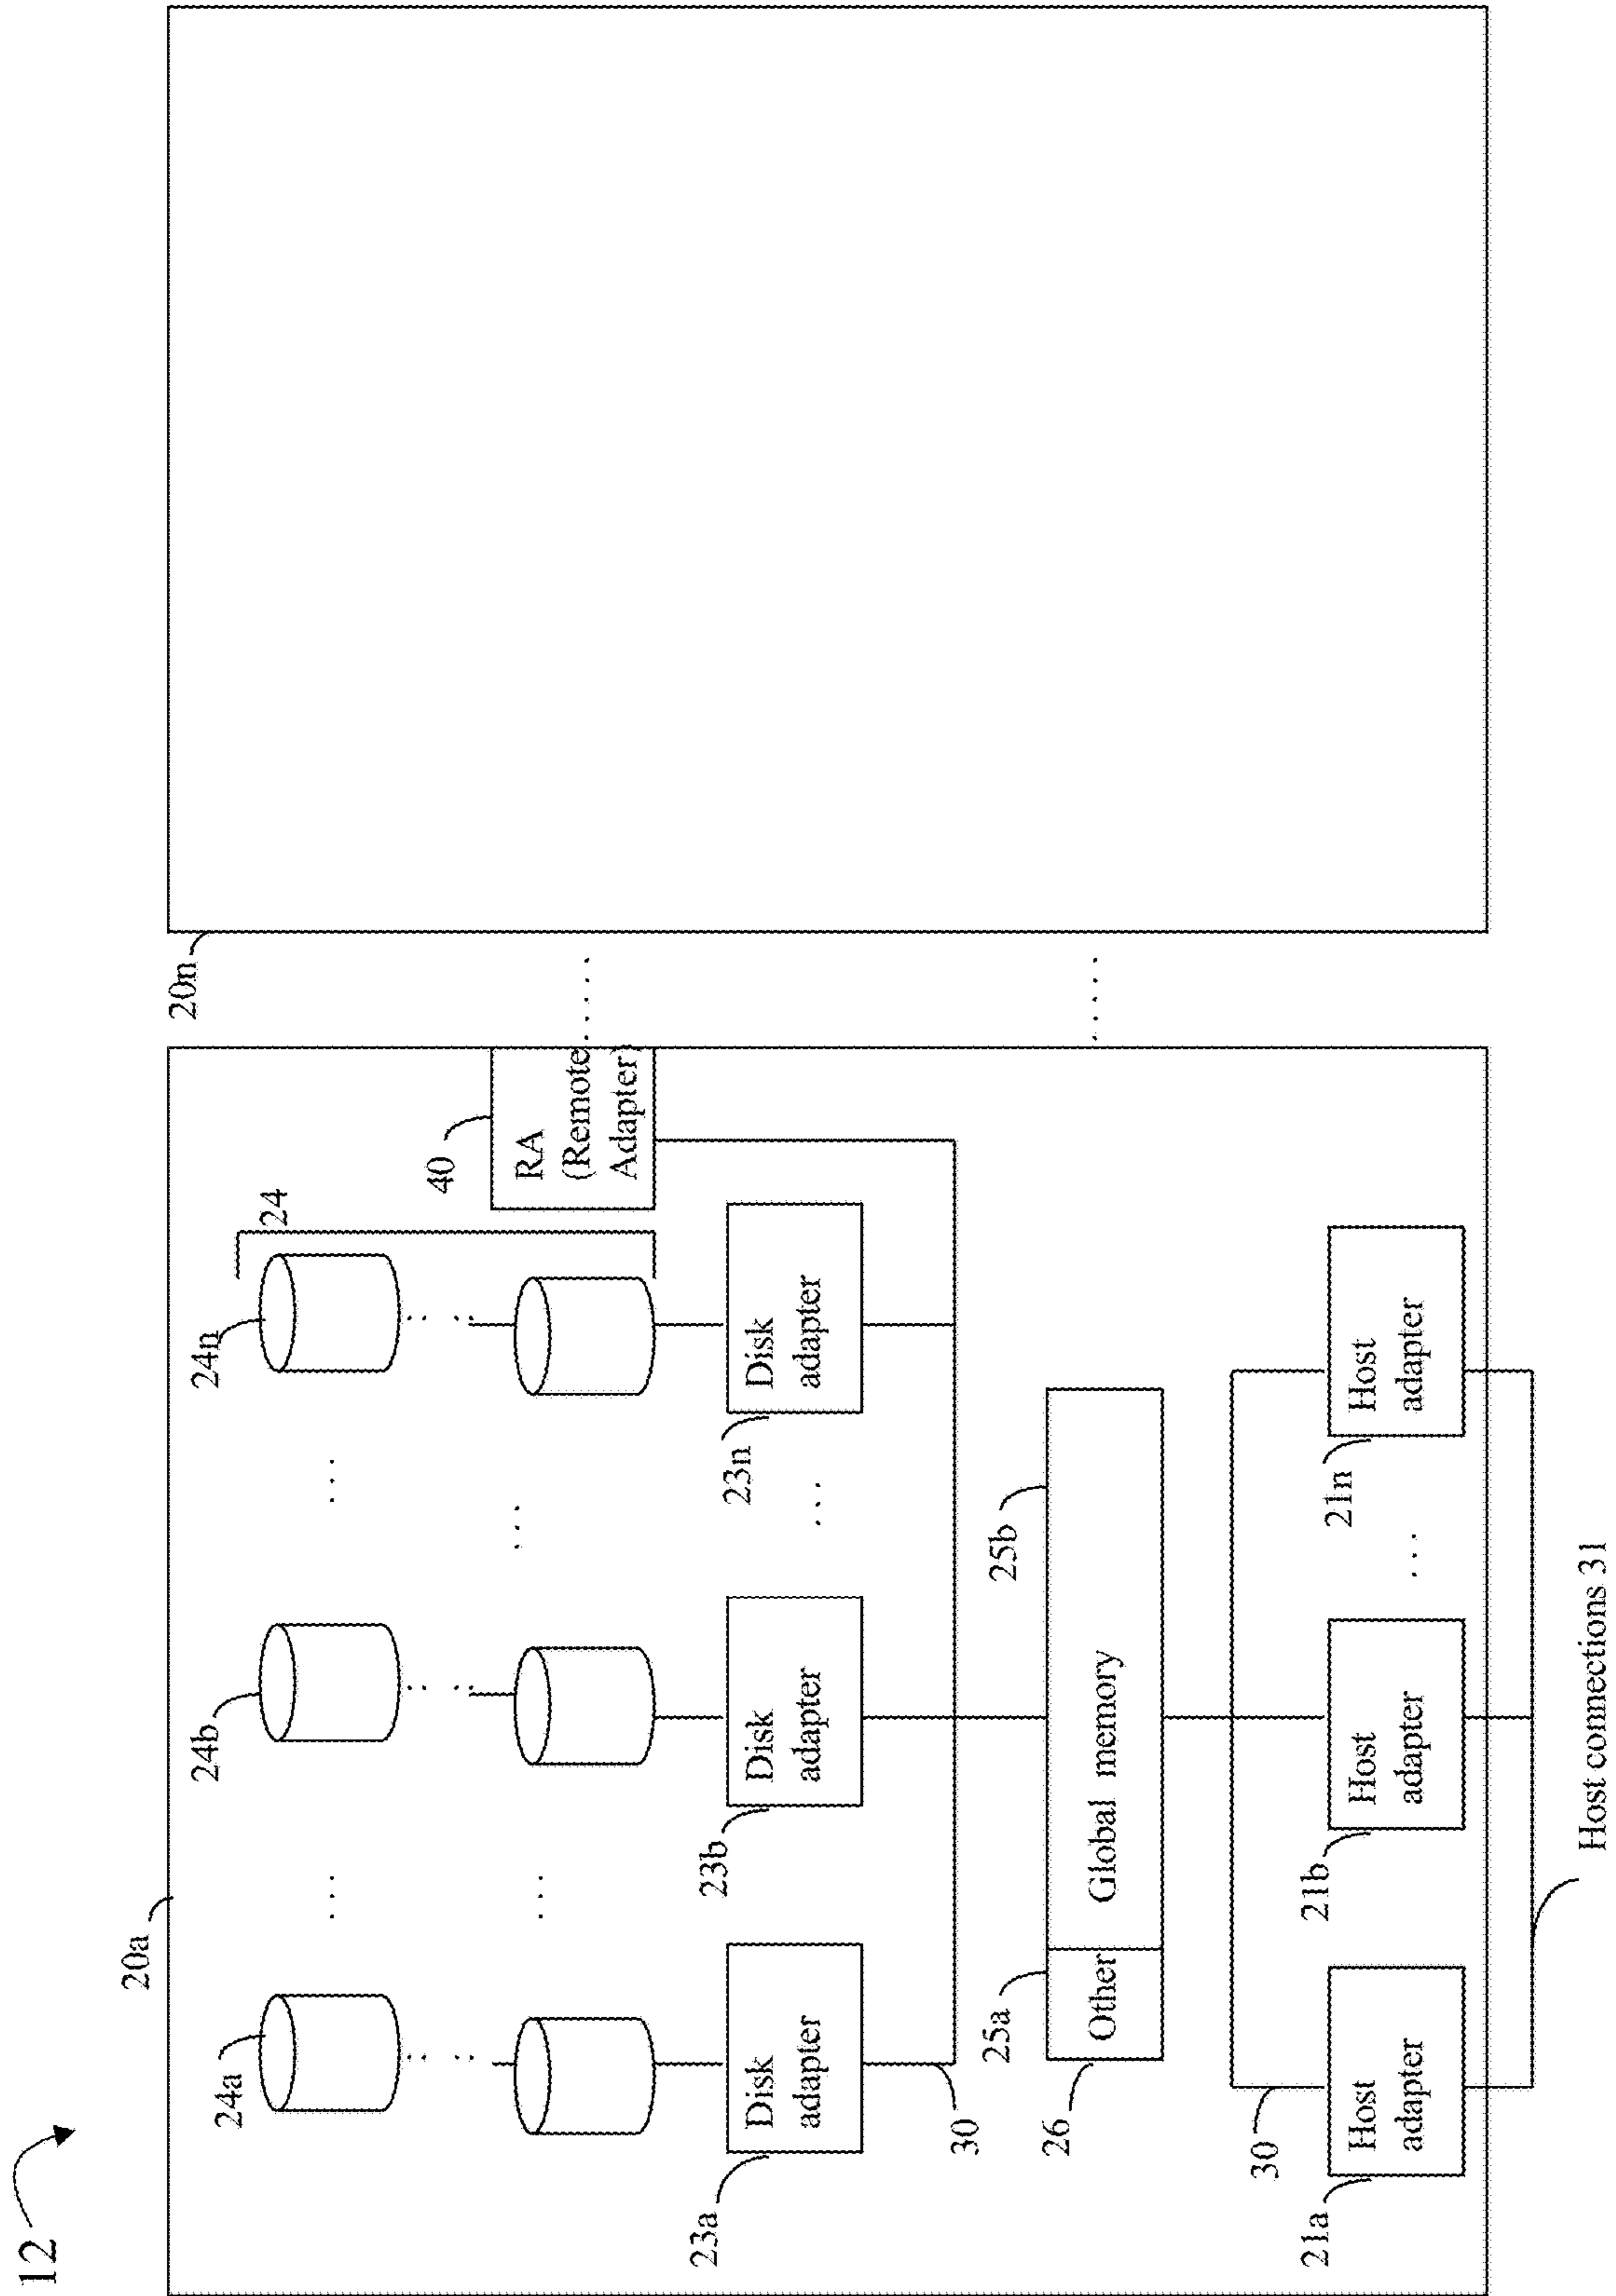 12
20a
20n
24a
24b
24n
24
40
RA
(Remote
Adapter)
. . . . .
23a
Disk
adapter
23b
Disk
adapter
23n
Disk
adapter
30
26
25a
25b
Other
Global memory
. . . . .
30
21a
Host
adapter
21b
Host
adapter
21n
Host
adapter
Host connections 31